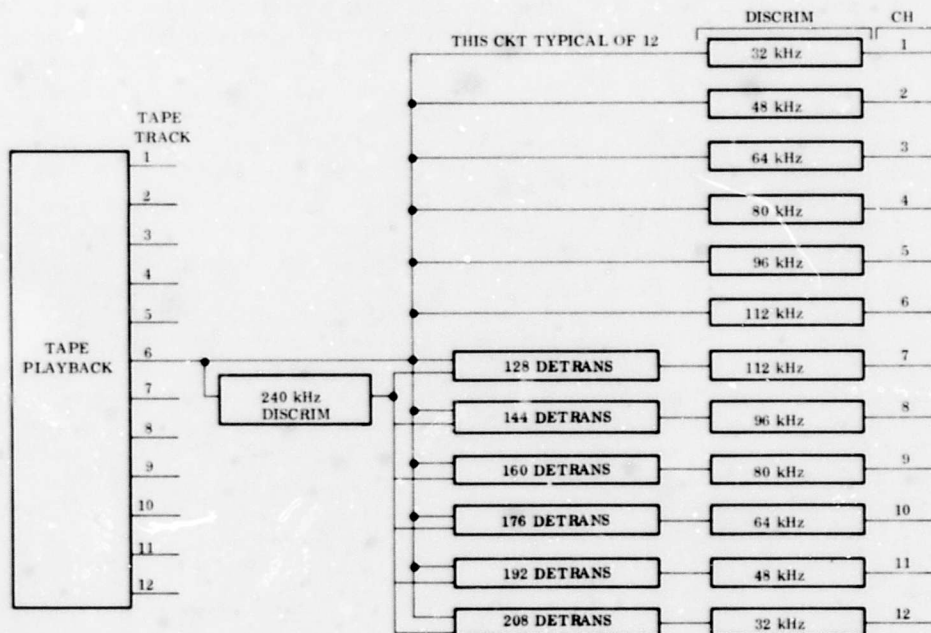 THIS CKT TYPICAL OF 12
DISCRIM
CH
32 kHz
1
48 kHz
2
64 kHz
3
80 kHz
4
96 kHz
5
112 kHz
6
TAPE
TRACK
1
2
3
4
5
6
7
8
9
10
11
12
TAPE
PLAYBACK
240 kHz
DISCRIM
128 DETRANS
112 kHz
7
144 DETRANS
96 kHz
8
160 DETRANS
80 kHz
9
176 DETRANS
64 kHz
10
192 DETRANS
48 kHz
11
208 DETRANS
32 kHz
12